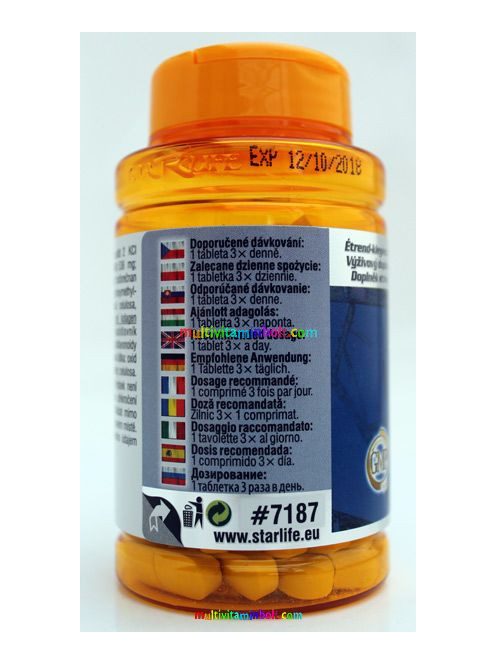 EXP 12/10/2018
Doporučené dávkování:
1 tableta 3× denně.
Zalecane dzienne spożycie:
1 tabletka 3× dziennie.
Odporúčané dávkovanie:
1 tableta 3× denne.
Ajánlott adagolás:
1 tabletta 3× naponta.
multivitaminbolt.com
1 tablet 3× a day.
Empfohlene Anwendung:
1 Tablette 3× täglich.
Dosage recommandé:
1 comprimé 3 fois par jour.
Doză recomandată:
Zilnic 3× 1 comprimat.
Dosaggio raccomandato:
1 tavolette 3× al giorno.
Dosis recomendada:
1 comprimido 3× día.
Дозирование:
1 таблетка 3 раза в день.
#7187
www.starlife.eu
multivitaminbolt.com